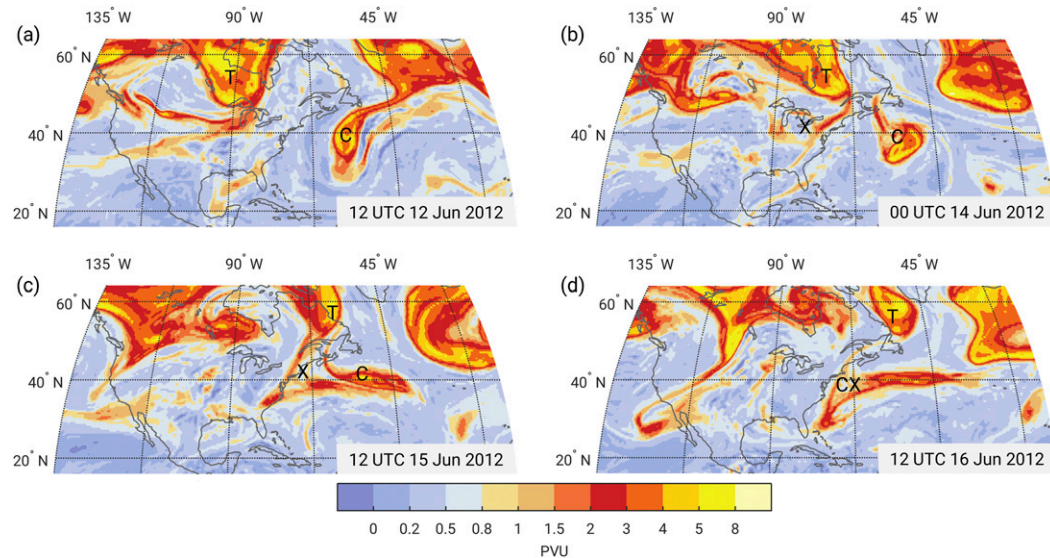 (a) 135° W 90° W 45° W
60° N
T
40° N
C
20° N
12 UTC 12 Jun 2012
(b) 135° W 90° W 45° W
60° N
T
40° N
X
C
20° N
00 UTC 14 Jun 2012
(c) 135° W 90° W 45° W
60° N
T
X
C
40° N
20° N
12 UTC 15 Jun 2012
(d) 135° W 90° W 45° W
60° N
T
40° N
CX
20° N
12 UTC 16 Jun 2012
0 0.2 0.5 0.8 1 1.5 2 3 4 5 8
PVU